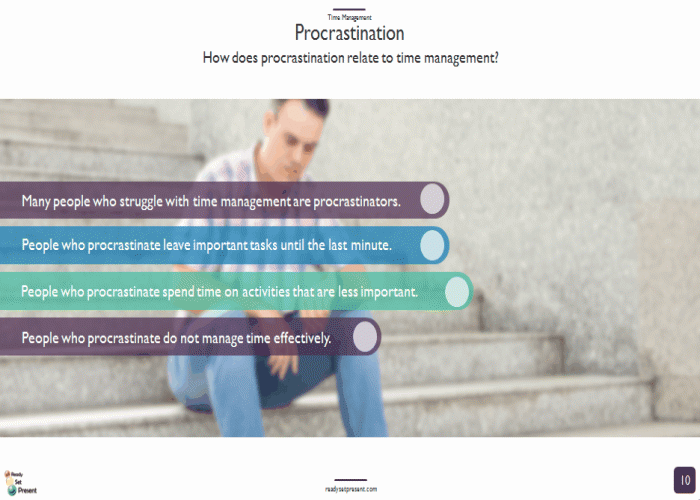 Time Management
Procrastination
How does procrastination relate to time management?
Many people who struggle with time management are procrastinators.
People who procrastinate leave important tasks until the last minute.
People who procrastinate spend time on activities that are less important.
People who procrastinate do not manage time effectively.
Ready
Set
Present
readysetpresent.com
10